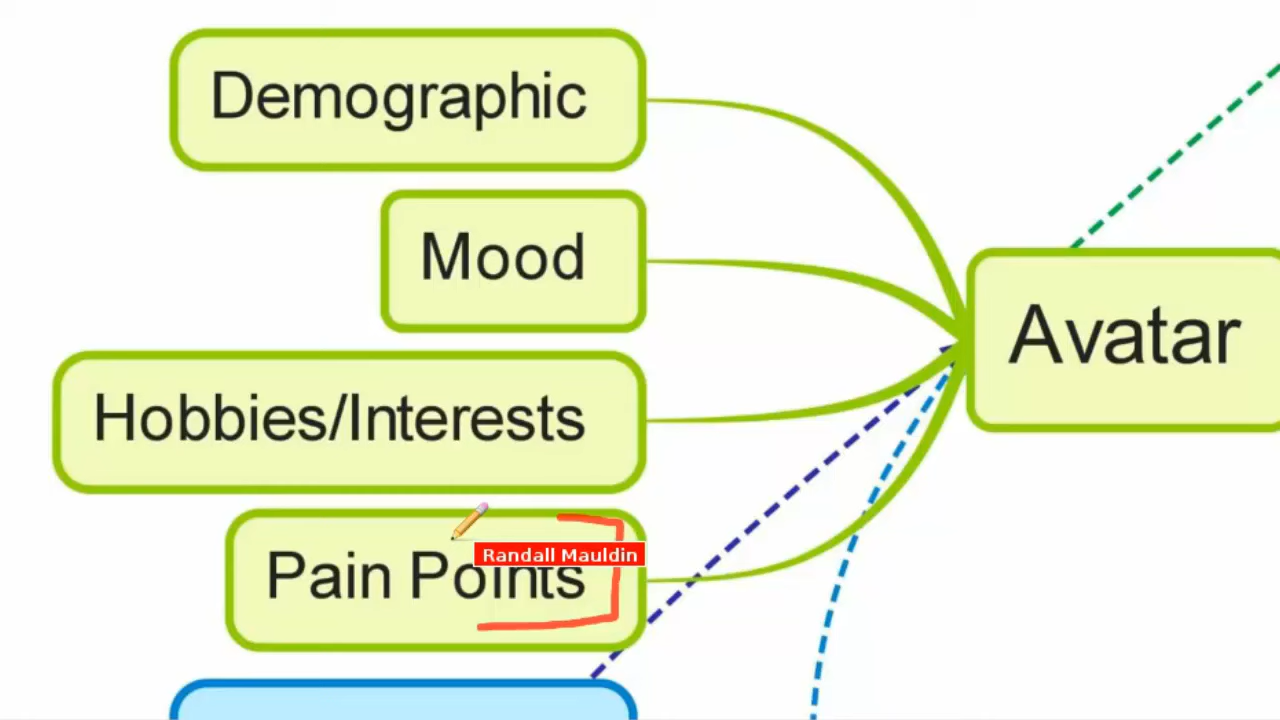 Demographic
Mood
Avatar
Hobbies/Interests
Randall Mauldin
Pain Points